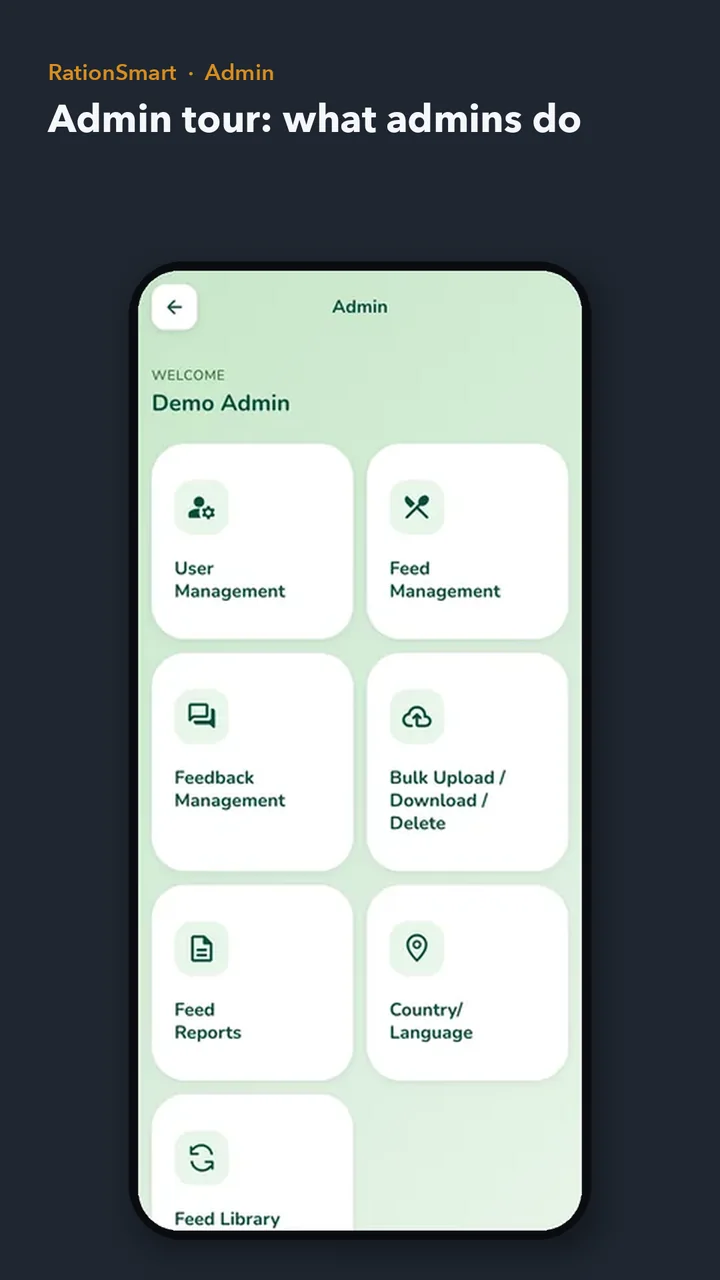 RationSmart · Admin
Admin tour: what admins do
Admin
WELCOME
Demo Admin
User
Management
Feed
Management
Feedback
Management
Bulk Upload /
Download /
Delete
Feed
Reports
Country/
Language
Feed Library